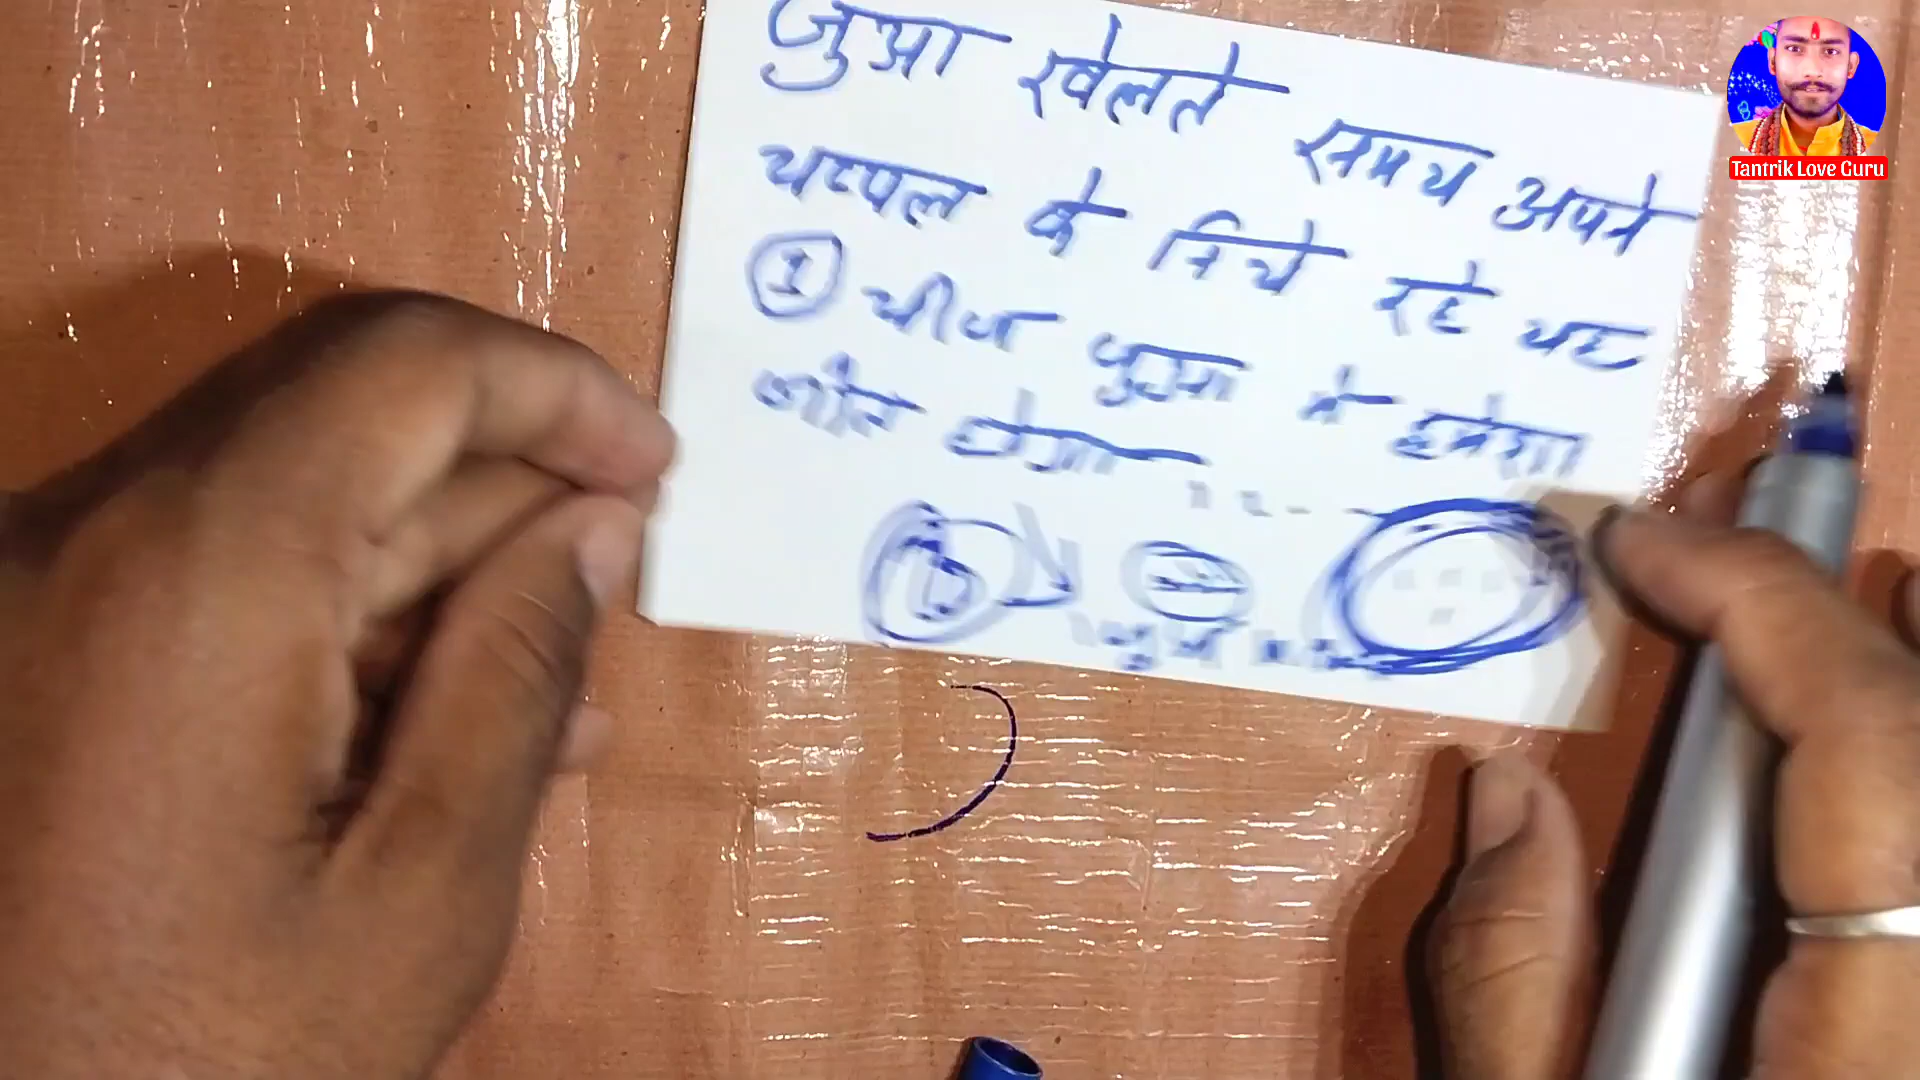 जुआ खेलते समय अपने
चप्पल के निचे रखे यह
① चीज जुआ मे हमेशा
जीत होगा
Tantrik Love Guru